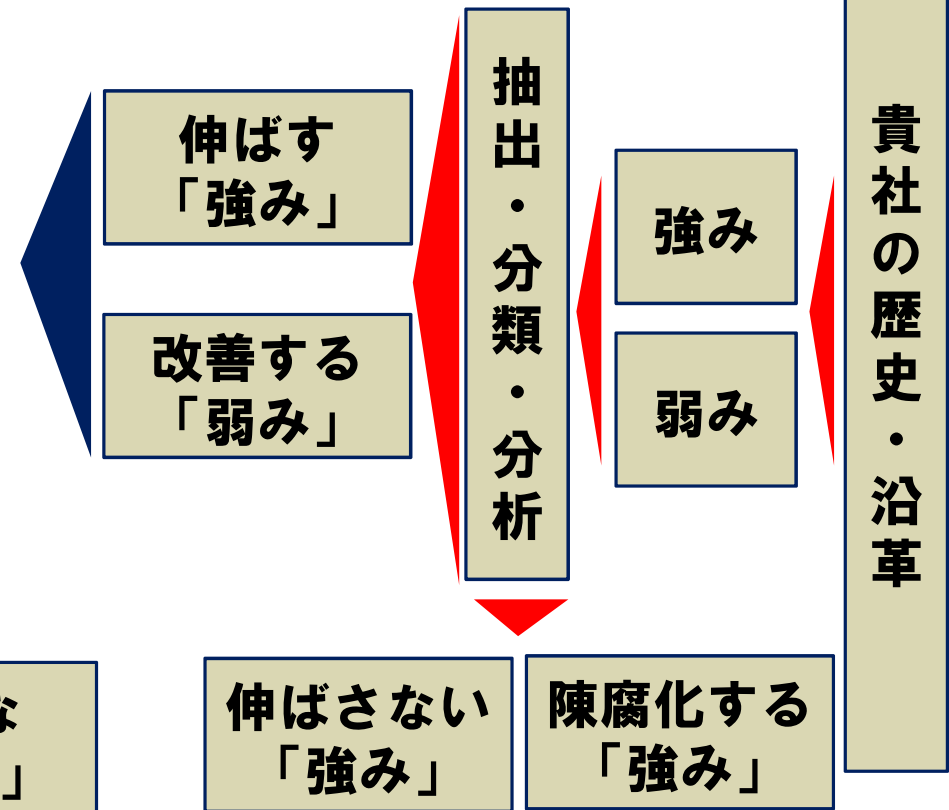 貴社の歴史・沿革
強み
弱み
抽出・分類・分析
伸ばす
「強み」
改善する
「弱み」
陳腐化する
「強み」
伸ばさない
「強み」
な
」